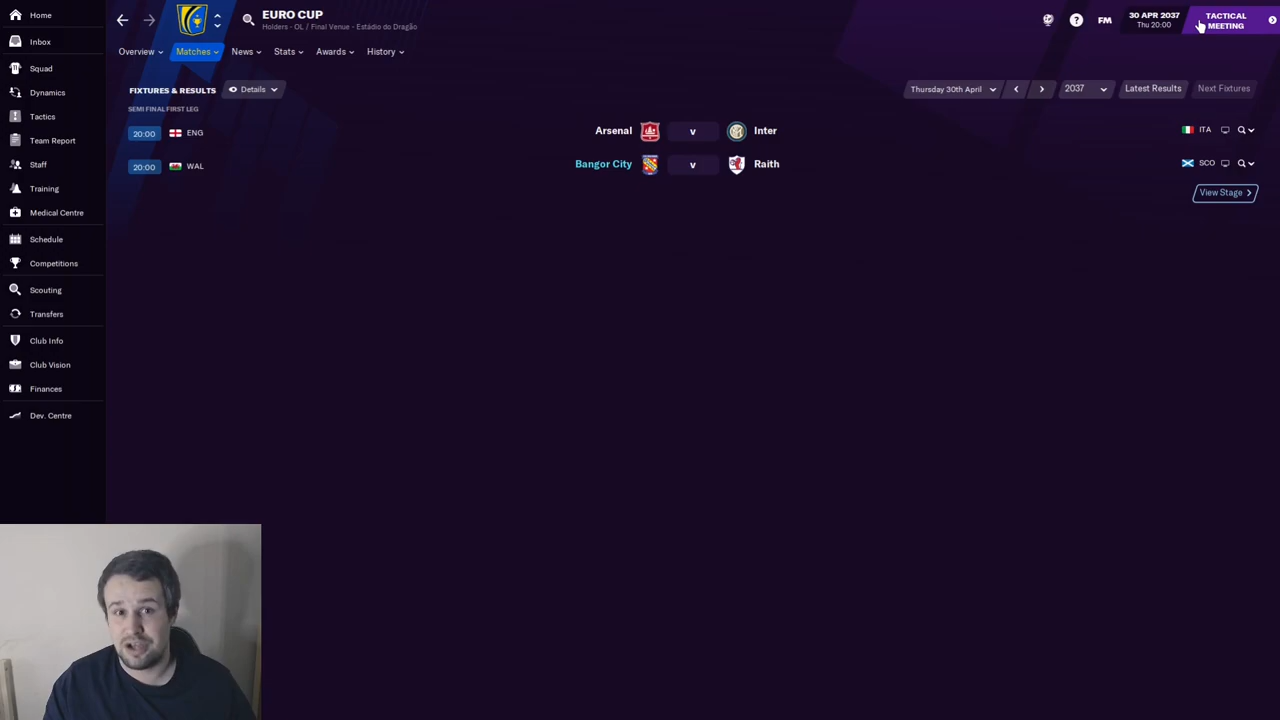 Home
Inbox
Squad
Dynamics
Tactics
Team Report
Staff
Training
Medical Centre
Schedule
Competitions
Scouting
Transfers
Club Info
Club Vision
Finances
Dev. Centre
EURO CUP
Holders - OL / Final Venue - Estádio do Dragão
? FM 30 APR 2037 Thu 20:00
TACTICAL MEETING
Overview Matches News Stats Awards History
FIXTURES & RESULTS Details Thursday 30th April 2037 Latest Results Next Fixtures
SEMI FINAL FIRST LEG
20:00 ENG Arsenal v Inter ITA
20:00 WAL Bangor City v Raith SCO
View Stage